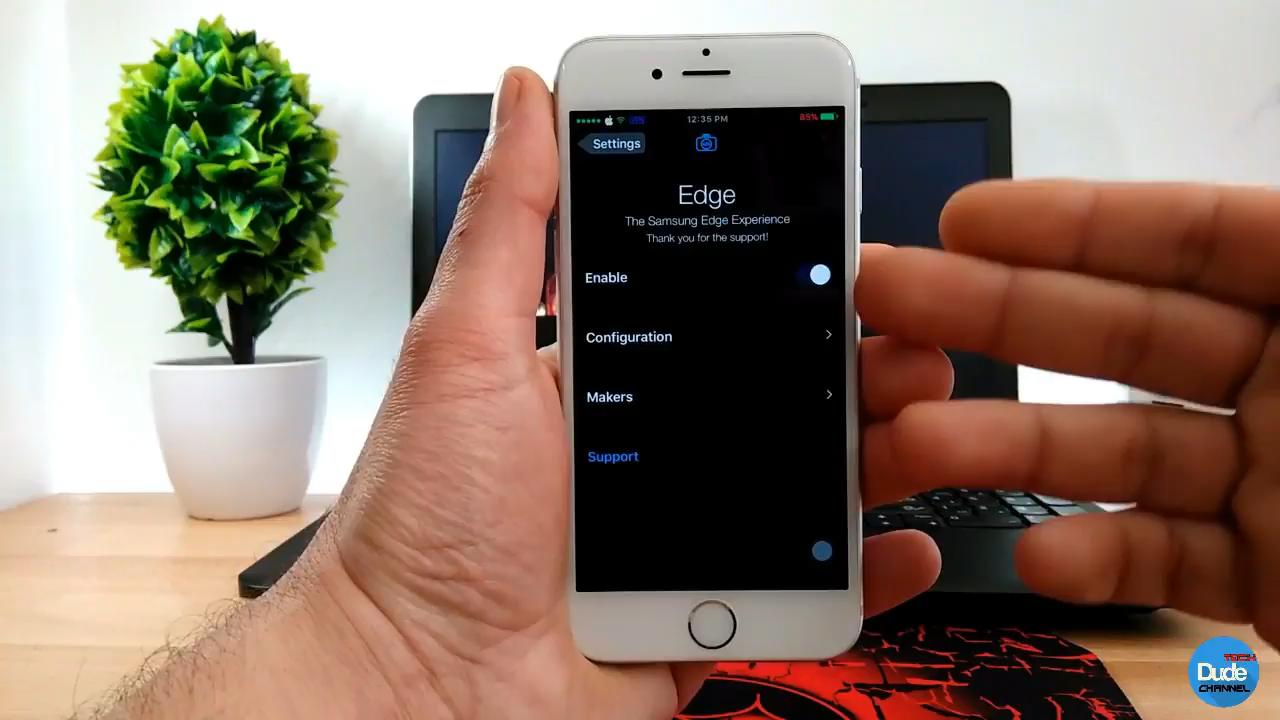 12:35 PM
85%
Settings
Edge
The Samsung Edge Experience
Thank you for the support!
Enable
Configuration
Makers
Support
TECH
Dude
CHANNEL